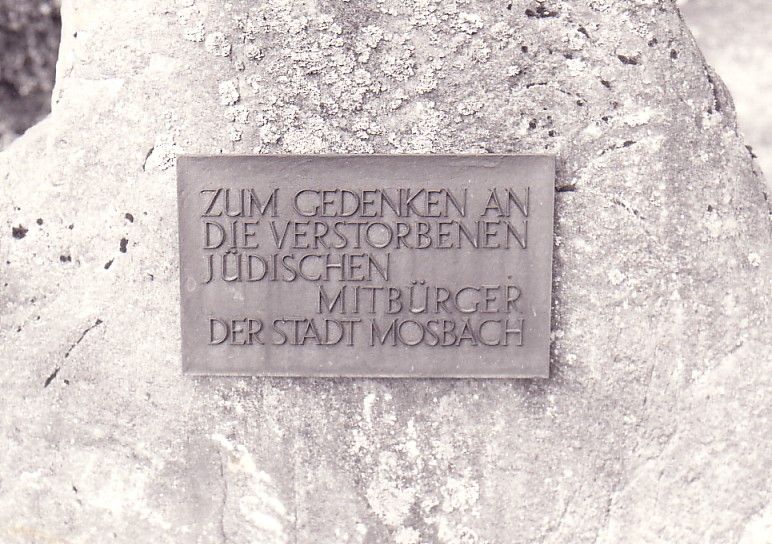 ZUM GEDENKEN AN
DIE VERSTORBENEN
JÜDISCHEN
MITBÜRGER
DER STADT MOSBACH